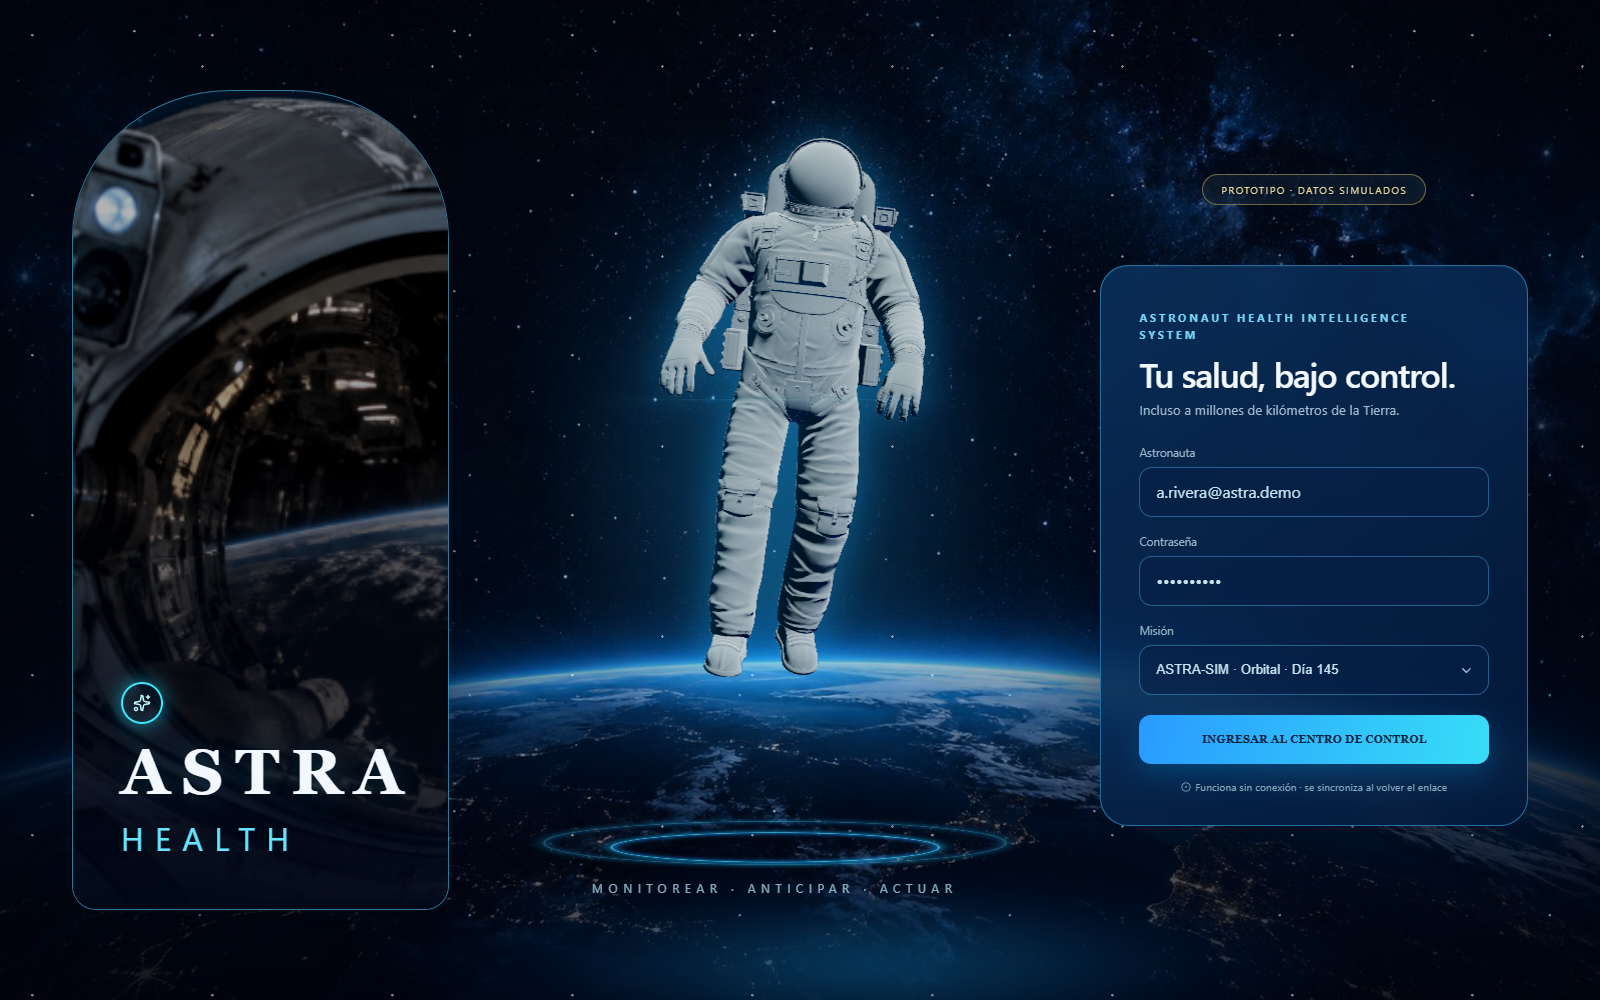 ASTRA
HEALTH
MONITOREAR · ANTICIPAR · ACTUAR
PROTOTIPO · DATOS SIMULADOS
ASTRONAUT HEALTH INTELLIGENCE
SYSTEM
Tu salud, bajo control.
Incluso a millones de kilómetros de la Tierra.
Astronauta
a.rivera@astra.demo
Contraseña
••••••••••
Misión
ASTRA-SIM · Orbital · Día 145
INGRESAR AL CENTRO DE CONTROL
Funciona sin conexión · se sincroniza al volver el enlace